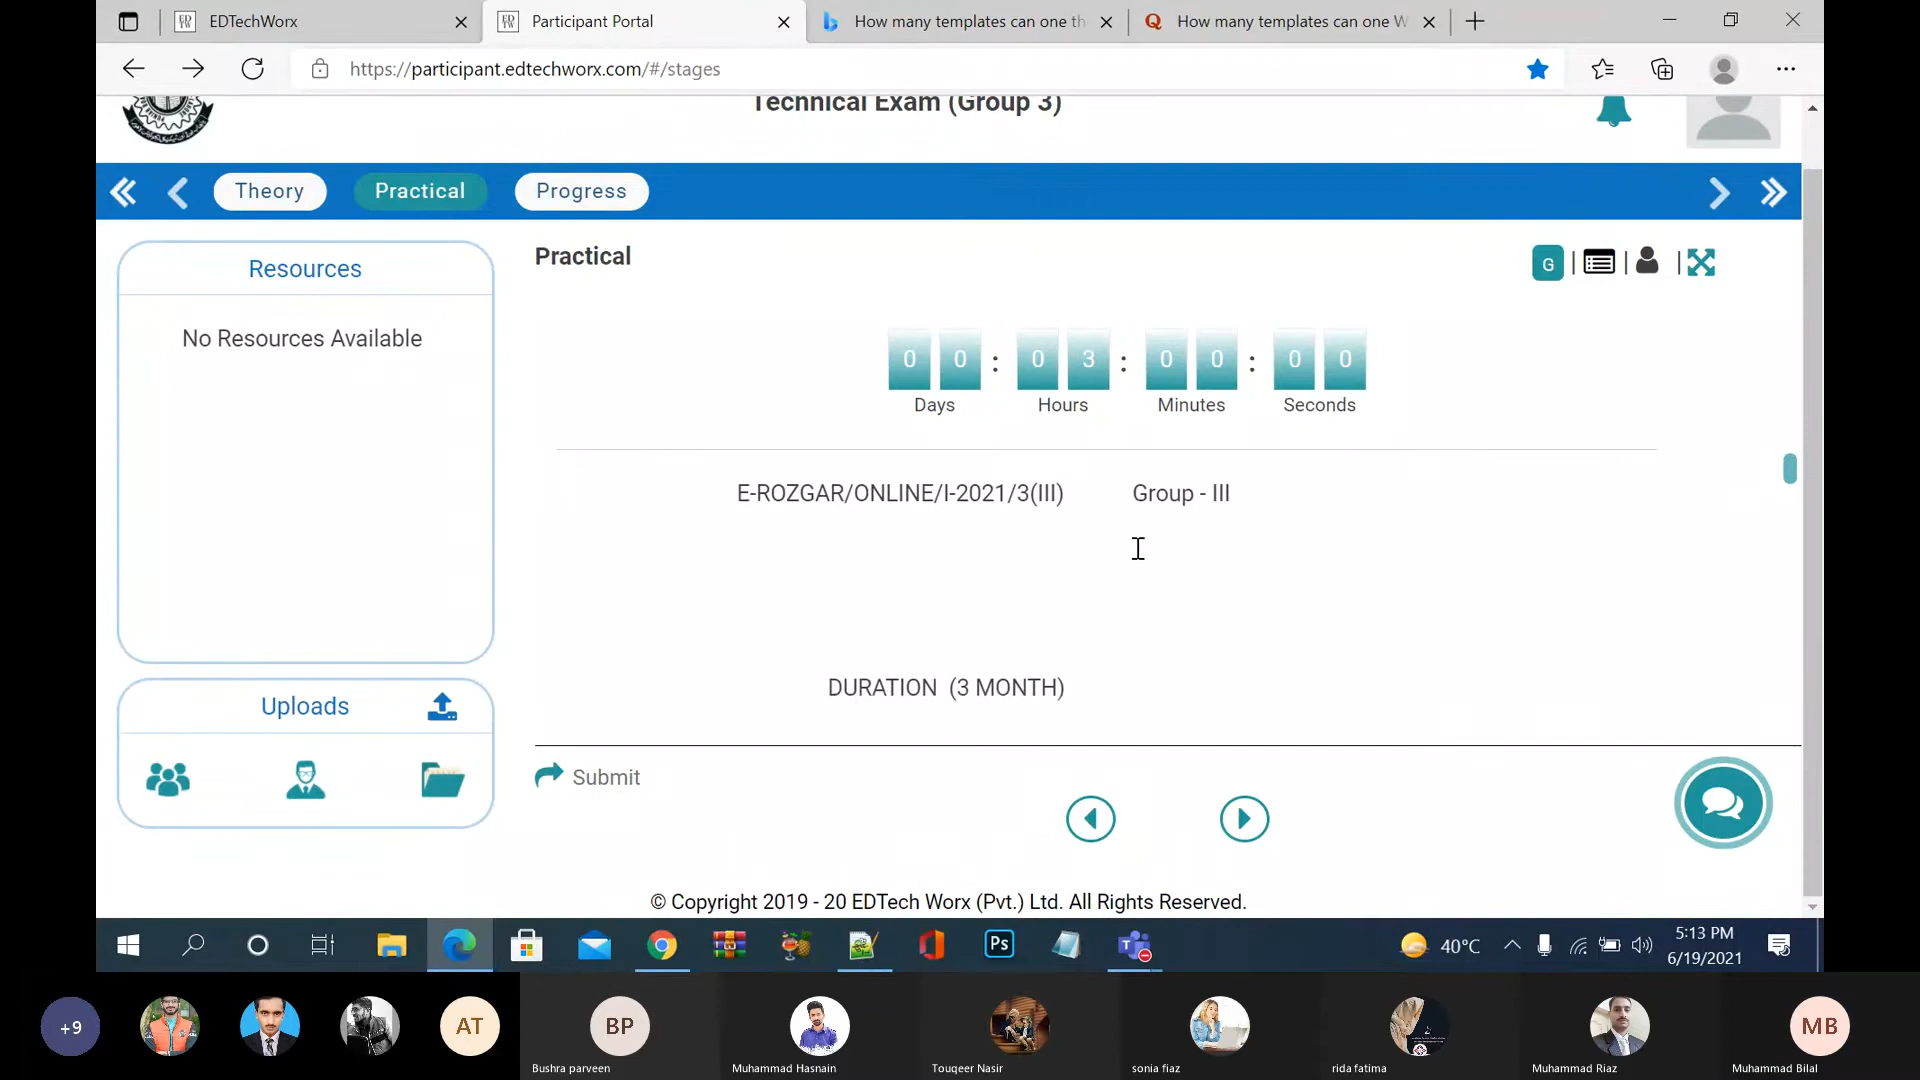 EDTechWorx
Participant Portal
How many templates can one th
How many templates can one W
https://participant.edtechworx.com/#/stages
Technical Exam (Group 3)
Theory
Practical
Progress
Resources
No Resources Available
Practical
G
0 0 : 0 3 : 0 0 : 0 0
Days Hours Minutes Seconds
E-ROZGAR/ONLINE/I-2021/3(III) Group - III
DURATION (3 MONTH)
Uploads
Submit
© Copyright 2019 - 20 EDTech Worx (Pvt.) Ltd. All Rights Reserved.
Ps
40°C
5:13 PM
6/19/2021
+9
AT
BP
MB
Bushra parveen
Muhammad Hasnain
Touqeer Nasir
sonia fiaz
rida fatima
Muhammad Riaz
Muhammad Bilal